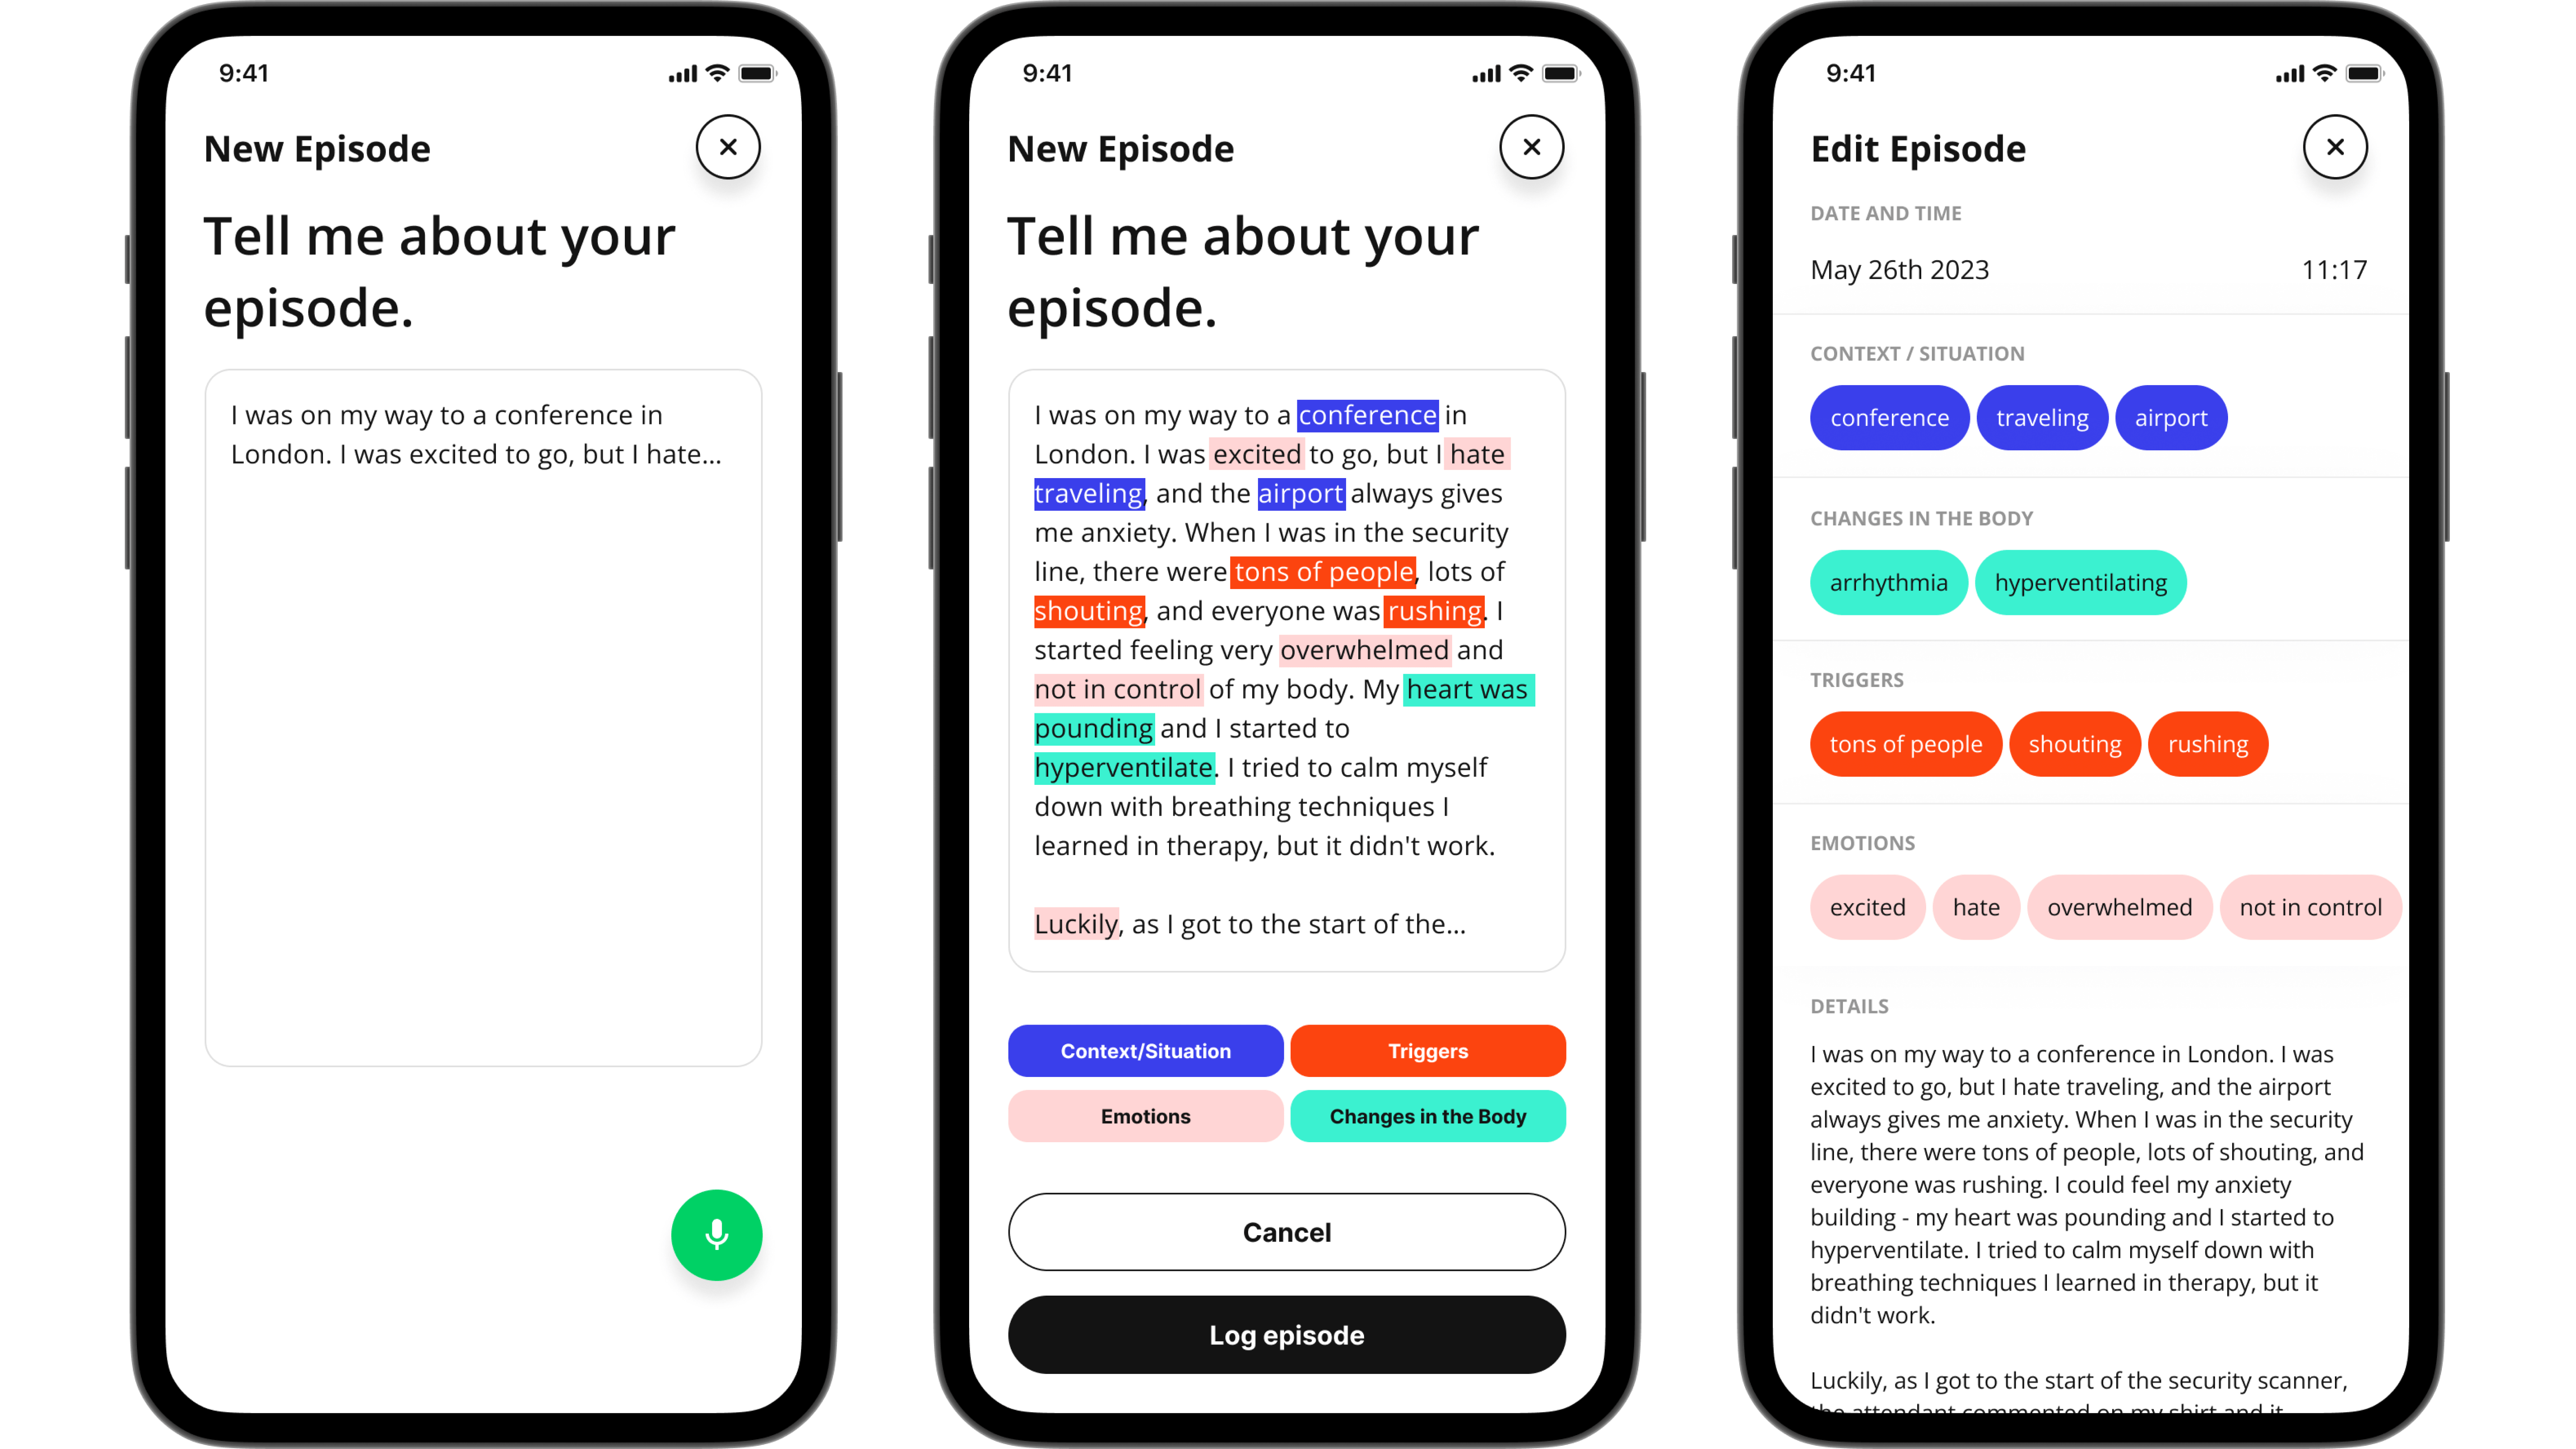 9:41
New Episode
Tell me about your
episode.
I was on my way to a conference in
London. I was excited to go, but I hate...
9:41
New Episode
Tell me about your
episode.
I was on my way to a conference in
London. I was excited to go, but I hate
traveling, and the airport always gives
me anxiety. When I was in the security
line, there were tons of people, lots of
shouting, and everyone was rushing. I
started feeling very overwhelmed and
not in control of my body. My heart was
pounding and I started to
hyperventilate. I tried to calm myself
down with breathing techniques I
learned in therapy, but it didn't work.
Luckily, as I got to the start of the...
Context/Situation
Triggers
Emotions
Changes in the Body
Cancel
Log episode
9:41
Edit Episode
DATE AND TIME
May 26th 2023 11:17
CONTEXT / SITUATION
conference traveling airport
CHANGES IN THE BODY
arrhythmia hyperventilating
TRIGGERS
tons of people shouting rushing
EMOTIONS
excited hate overwhelmed not in control
DETAILS
I was on my way to a conference in London. I was
excited to go, but I hate traveling, and the airport
always gives me anxiety. When I was in the security
line, there were tons of people, lots of shouting, and
everyone was rushing. I could feel my anxiety
building - my heart was pounding and I started to
hyperventilate. I tried to calm myself down with
breathing techniques I learned in therapy, but it
didn't work.
Luckily, as I got to the start of the security scanner,
the attendant commented on my shirt and it